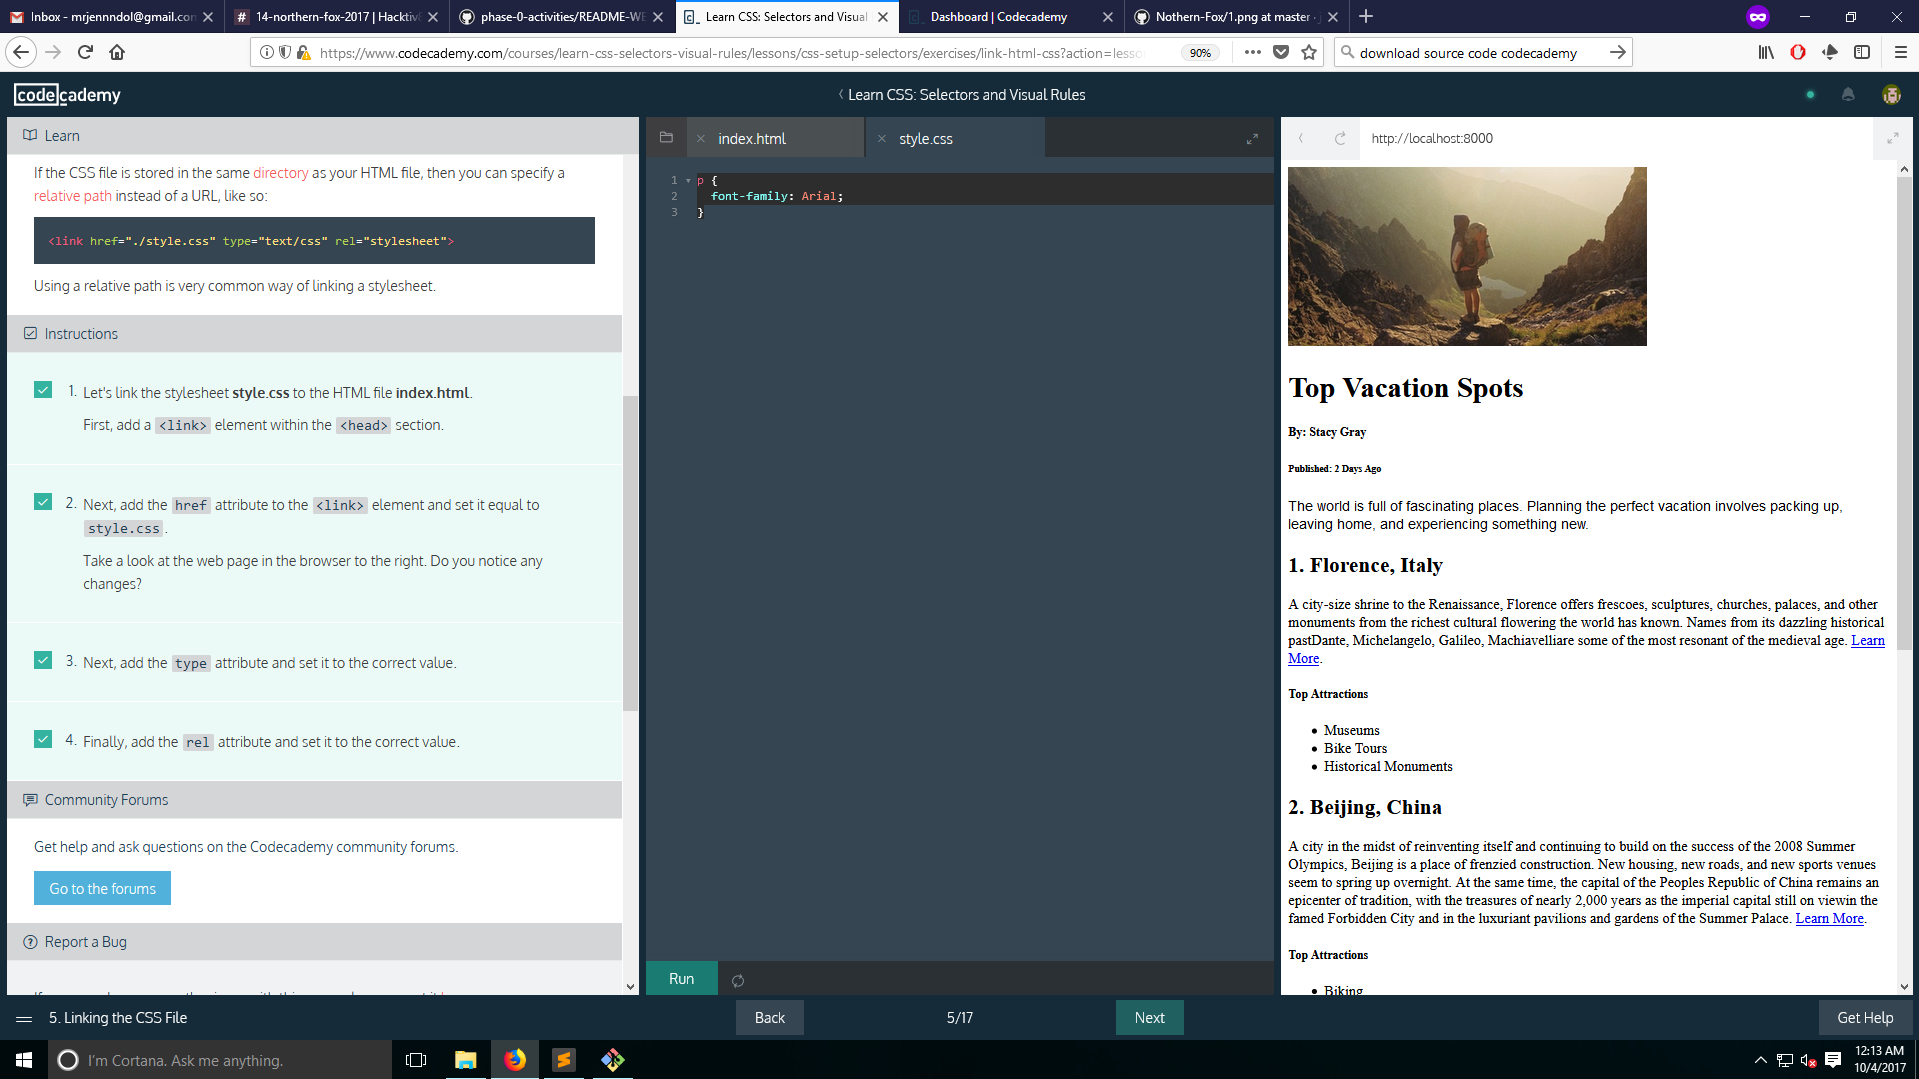 Inbox - mrjennndol@gmail.con
14-northern-fox-2017 | Hacktiv
phase-0-activities/README-WE
Learn CSS: Selectors and Visual
Dashboard | Codecademy
Nothern-Fox/1.png at master ·
https://www.codecademy.com/courses/learn-css-selectors-visual-rules/lessons/css-setup-selectors/exercises/link-html-css?action=lesso
90%
download source code codecademy
codecademy
Learn CSS: Selectors and Visual Rules
Learn
If the CSS file is stored in the same directory as your HTML file, then you can specify a
relative path instead of a URL, like so:
<link href="./style.css" type="text/css" rel="stylesheet">
Using a relative path is very common way of linking a stylesheet.
Instructions
1. Let's link the stylesheet style.css to the HTML file index.html.
First, add a <link> element within the <head> section.
2. Next, add the href attribute to the <link> element and set it equal to
style.css.
Take a look at the web page in the browser to the right. Do you notice any
changes?
3. Next, add the type attribute and set it to the correct value.
4. Finally, add the rel attribute and set it to the correct value.
Community Forums
Get help and ask questions on the Codecademy community forums.
Go to the forums
Report a Bug
index.html
style.css
1 p {
2 font-family: Arial;
3 }
Run
http://localhost:8000
Top Vacation Spots
By: Stacy Gray
Published: 2 Days Ago
The world is full of fascinating places. Planning the perfect vacation involves packing up,
leaving home, and experiencing something new.
1. Florence, Italy
A city-size shrine to the Renaissance, Florence offers frescoes, sculptures, churches, palaces, and other
monuments from the richest cultural flowering the world has known. Names from its dazzling historical
pastDante, Michelangelo, Galileo, Machiavelliare some of the most resonant of the medieval age. Learn
More.
Top Attractions
Museums
Bike Tours
Historical Monuments
2. Beijing, China
A city in the midst of reinventing itself and continuing to build on the success of the 2008 Summer
Olympics, Beijing is a place of frenzied construction. New housing, new roads, and new sports venues
seem to spring up overnight. At the same time, the capital of the Peoples Republic of China remains an
epicenter of tradition, with the treasures of nearly 2,000 years as the imperial capital still on viewin the
famed Forbidden City and in the luxuriant pavilions and gardens of the Summer Palace. Learn More.
Top Attractions
Biking
5. Linking the CSS File
Back
5/17
Next
Get Help
I'm Cortana. Ask me anything.
12:13 AM
10/4/2017